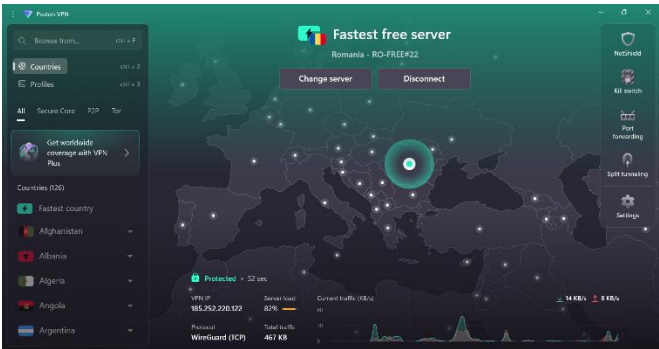 Proton VPN
Browse from...
ctrl + F
Countries
ctrl + 2
Profiles
ctrl + 3
All
Secure Core
P2P
Tor
Get worldwide
coverage with VPN
Plus
Countries (126)
Fastest country
Afghanistan
Albania
Algeria
Angola
Argentina
Fastest free server
Romania - RO-FREE#22
Change server
Disconnect
Protected • 52 sec
VPN IP
185.252.220.122
Server load
82%
Protocol
WireGuard (TCP)
Total traffic
467 KB
Current traffic (KB/s)
14 KB/s
8 KB/s
NetShield
Kill switch
Port
forwarding
Split tunneling
Settings